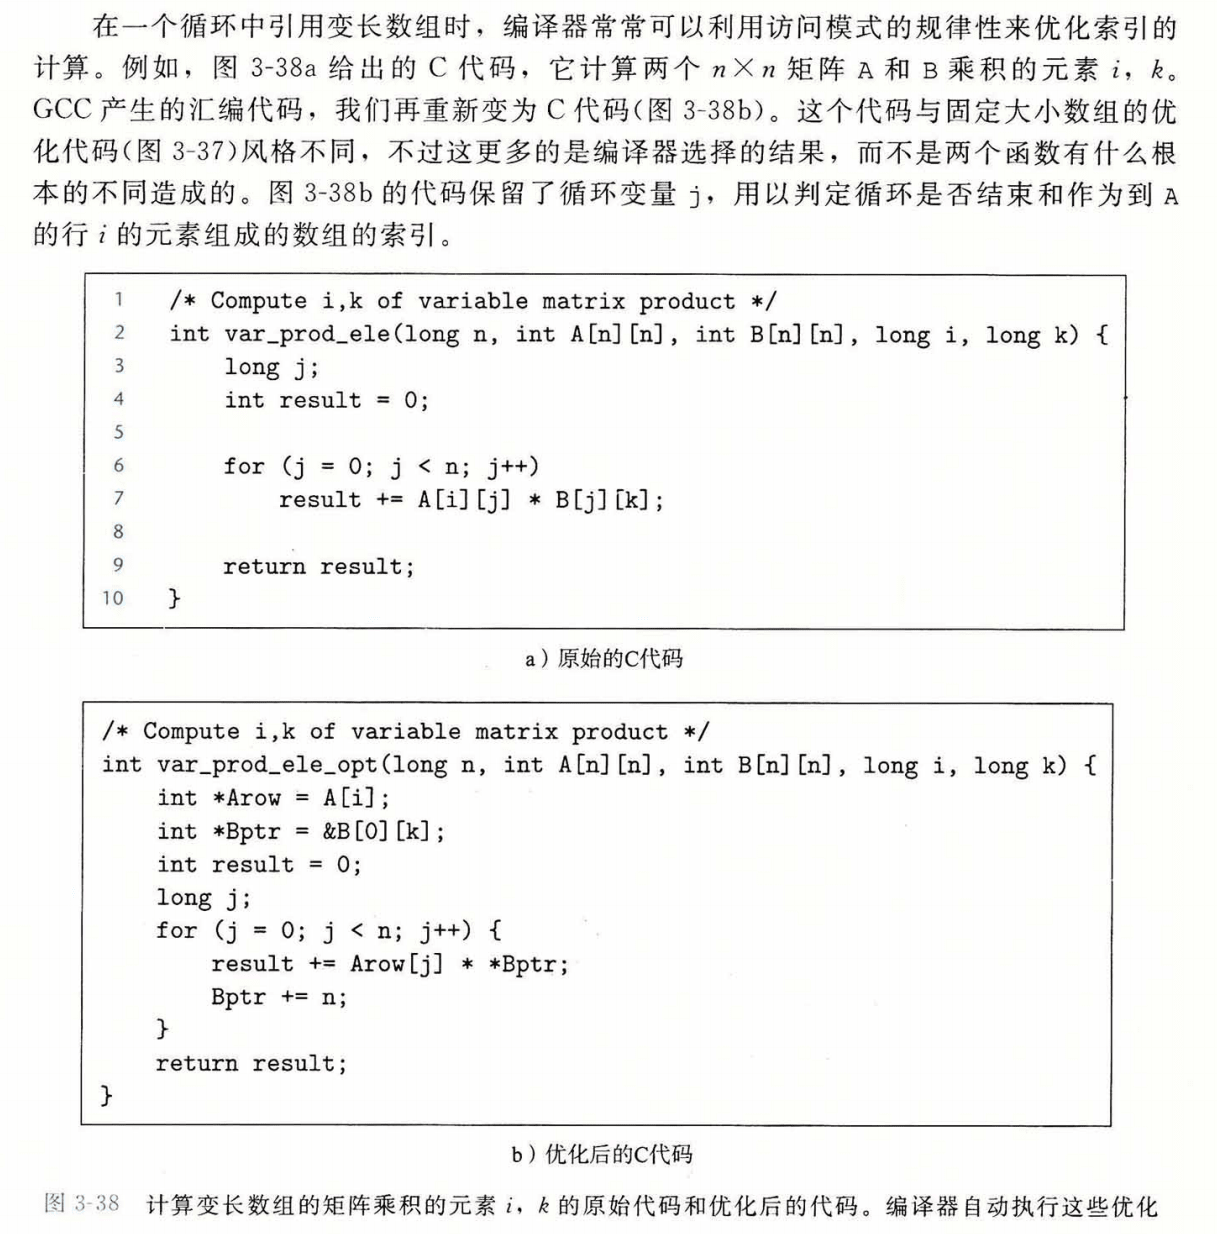 在一个循环中引用变长数组时，编译器常常可以利用访问模式的规律性来优化索引的
计算。例如，图 3-38a 给出的 C 代码，它计算两个 n×n 矩阵 A 和 B 乘积的元素 i，k。
GCC 产生的汇编代码，我们再重新变为 C 代码(图 3-38b)。这个代码与固定大小数组的优
化代码(图 3-37)风格不同，不过这更多的是编译器选择的结果，而不是两个函数有什么根
本的不同造成的。图 3-38b 的代码保留了循环变量 j，用以判定循环是否结束和作为到 A
的行 i 的元素组成的数组的索引。
1 /* Compute i,k of variable matrix product */
2 int var_prod_ele(long n, int A[n][n], int B[n][n], long i, long k) {
3 long j;
4 int result = 0;
5
6 for (j = 0; j < n; j++)
7 result += A[i][j] * B[j][k];
8
9 return result;
10 }
a）原始的C代码
/* Compute i,k of variable matrix product */
int var_prod_ele_opt(long n, int A[n][n], int B[n][n], long i, long k) {
int *Arow = A[i];
int *Bptr = &B[0][k];
int result = 0;
long j;
for (j = 0; j < n; j++) {
result += Arow[j] * *Bptr;
Bptr += n;
}
return result;
}
b）优化后的C代码
图 3-38 计算变长数组的矩阵乘积的元素 i，k 的原始代码和优化后的代码。编译器自动执行这些优化